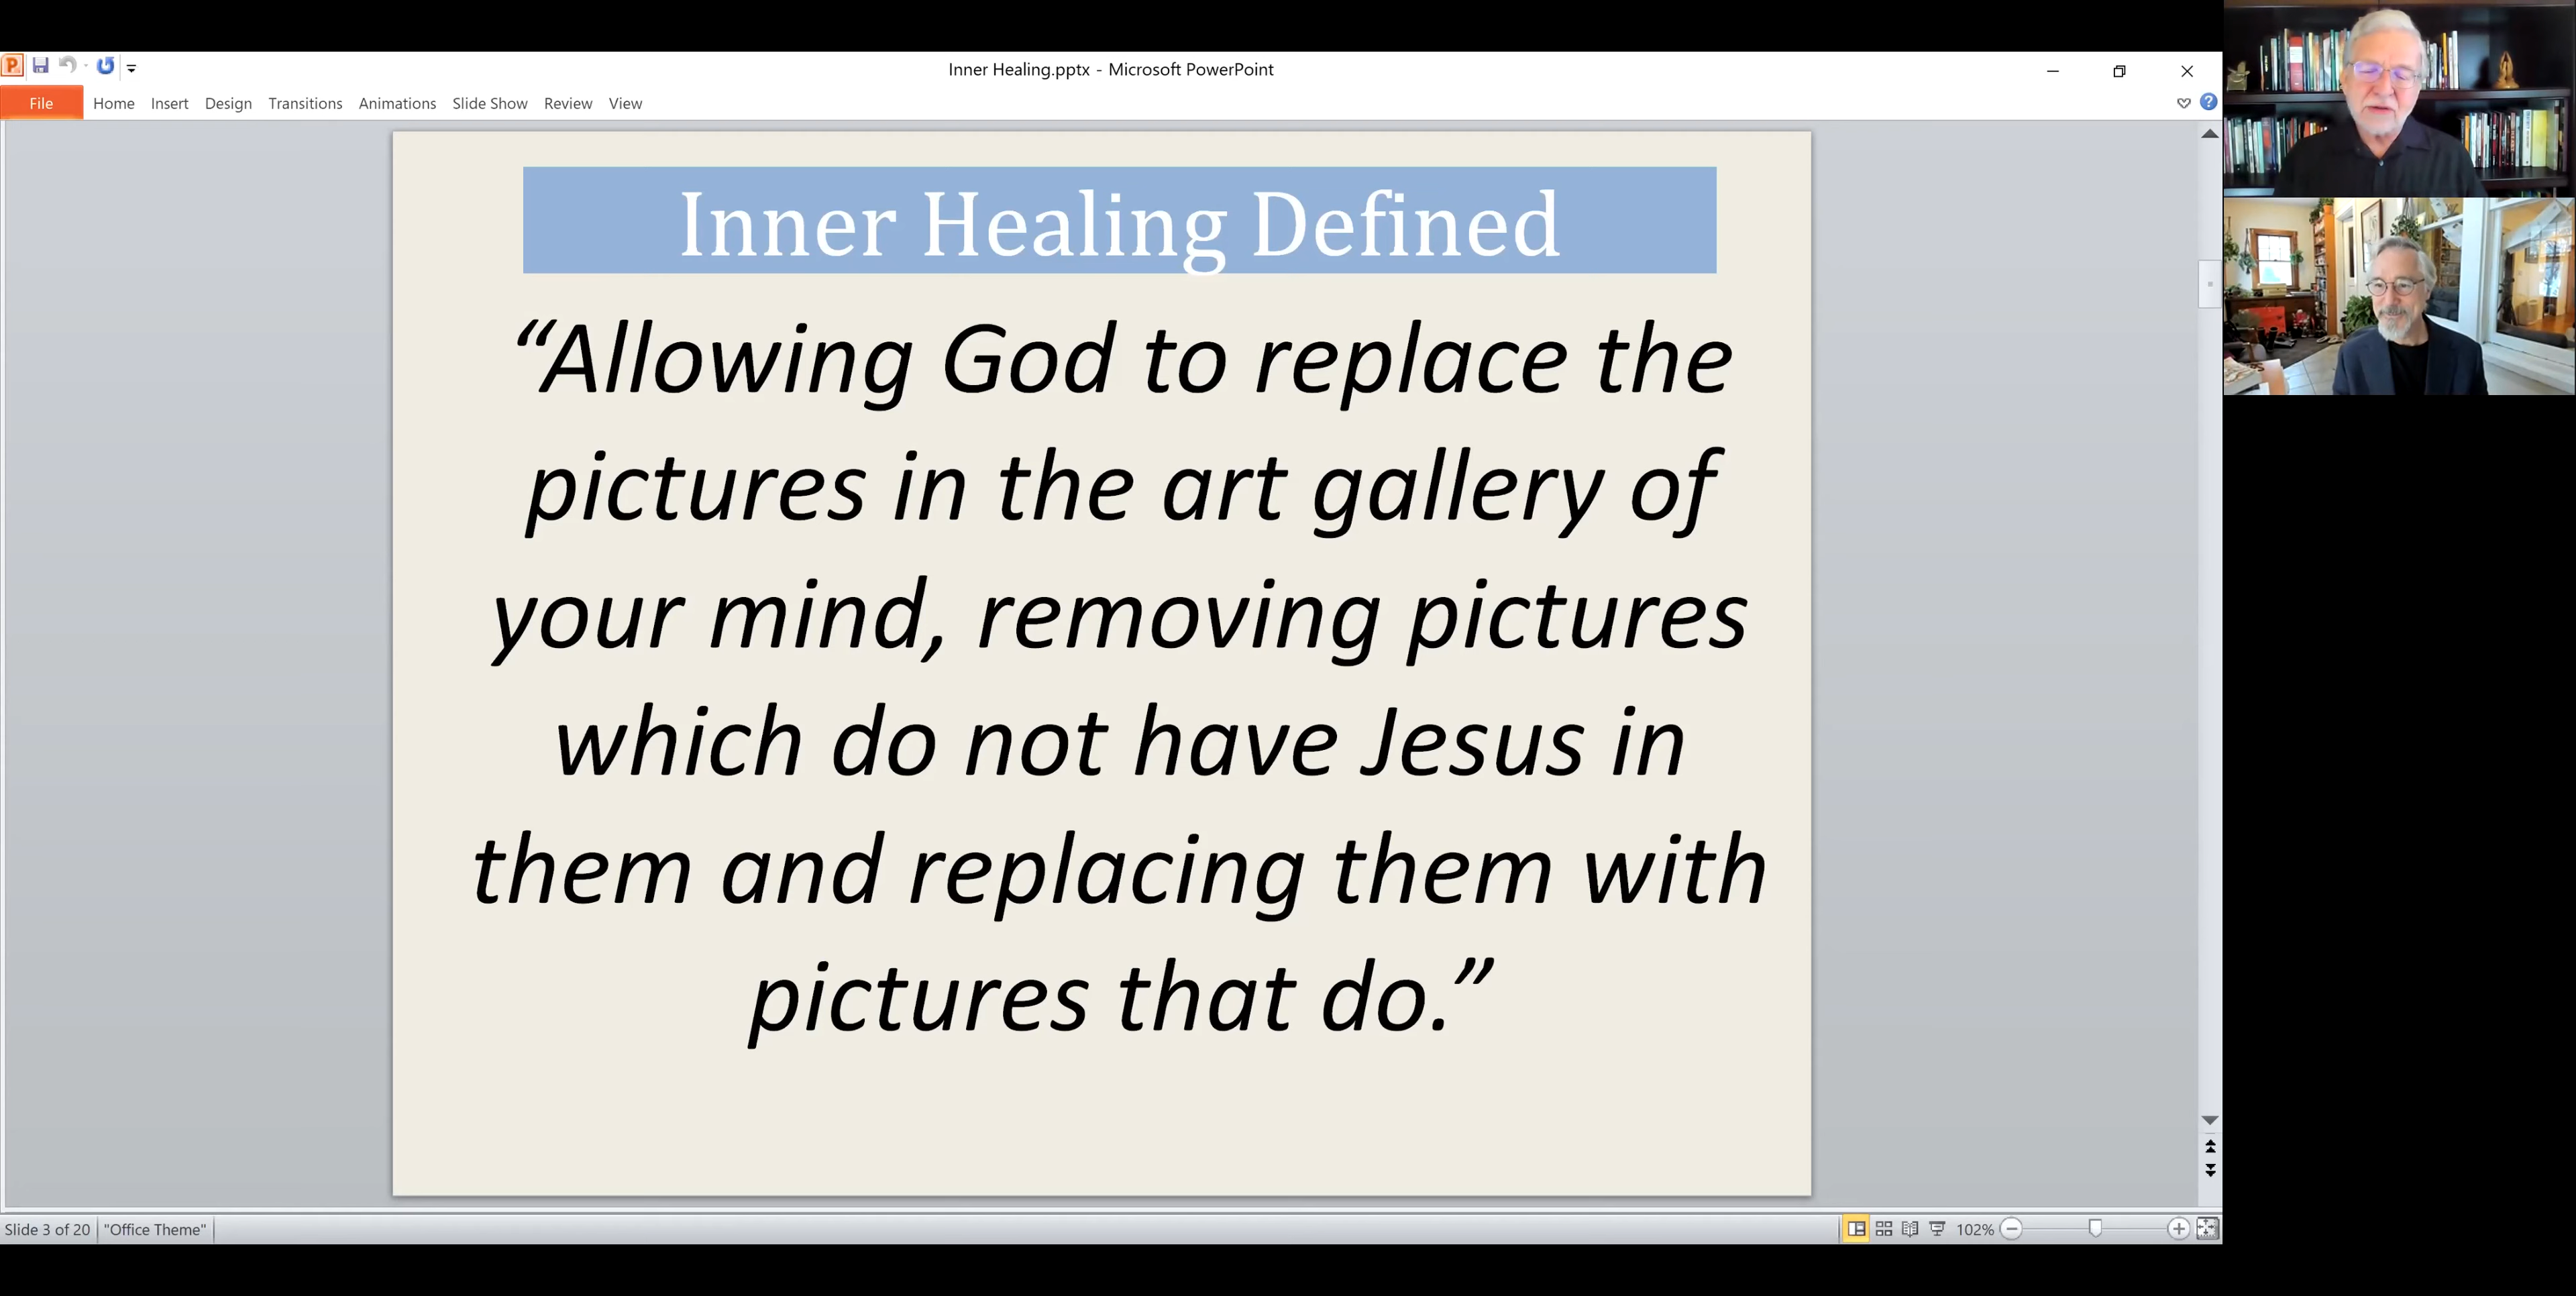 Inner Healing.pptx - Microsoft PowerPoint
File Home Insert Design Transitions Animations Slide Show Review View
Inner Healing Defined
“Allowing God to replace the
pictures in the art gallery of
your mind, removing pictures
which do not have Jesus in
them and replacing them with
pictures that do.”
Slide 3 of 20 "Office Theme" 102%